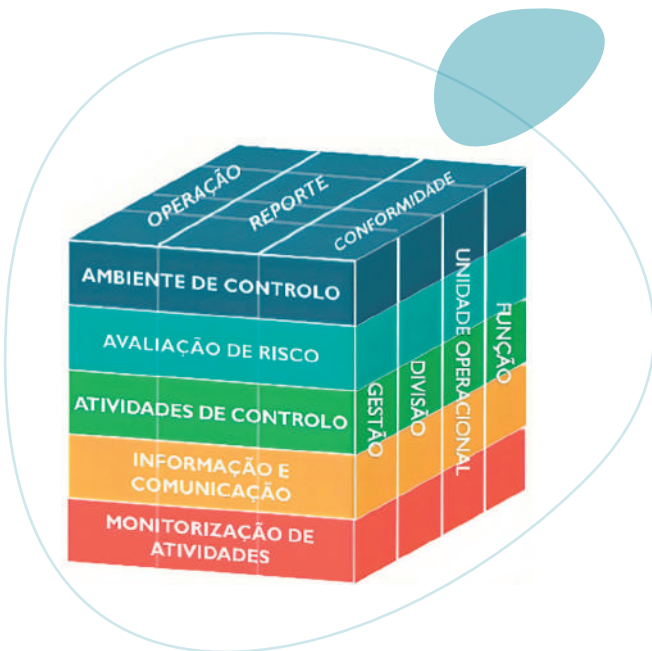 OPERAÇÃO
REPORTE
CONFORMIDADE
AMBIENTE DE CONTROLO
AVALIAÇÃO DE RISCO
ATIVIDADES DE CONTROLO
INFORMAÇÃO E
COMUNICAÇÃO
MONITORIZAÇÃO DE
ATIVIDADES
GESTÃO
DIVISÃO
UNIDADE OPERACIONAL
FUNÇÃO